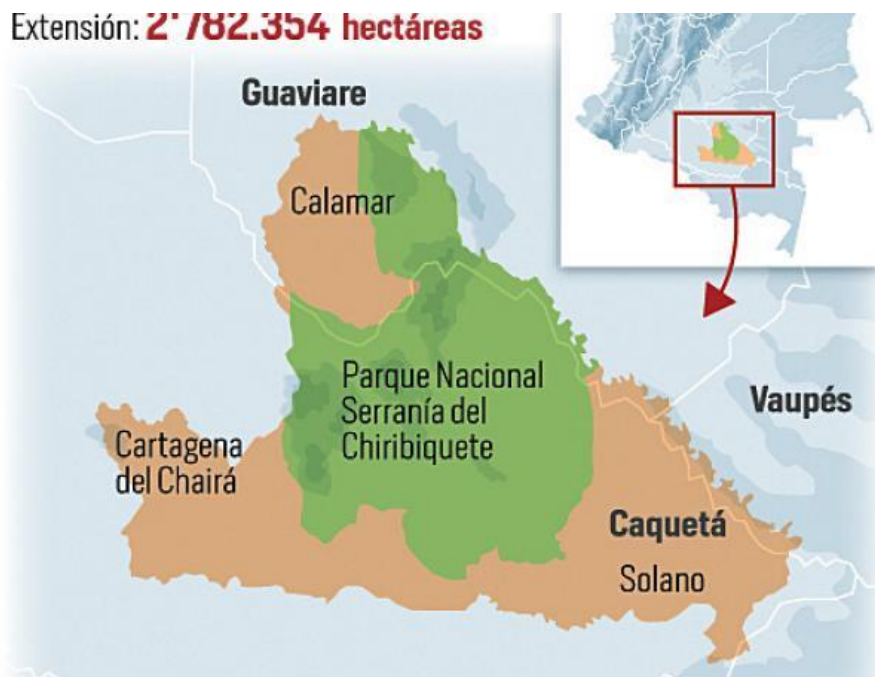 Extensión: 2'782.354 hectáreas
Guaviare
Calamar
Parque Nacional
Serranía del
Chiribiquete
Vaupés
Cartagena
del Chairá
Caquetá
Solano